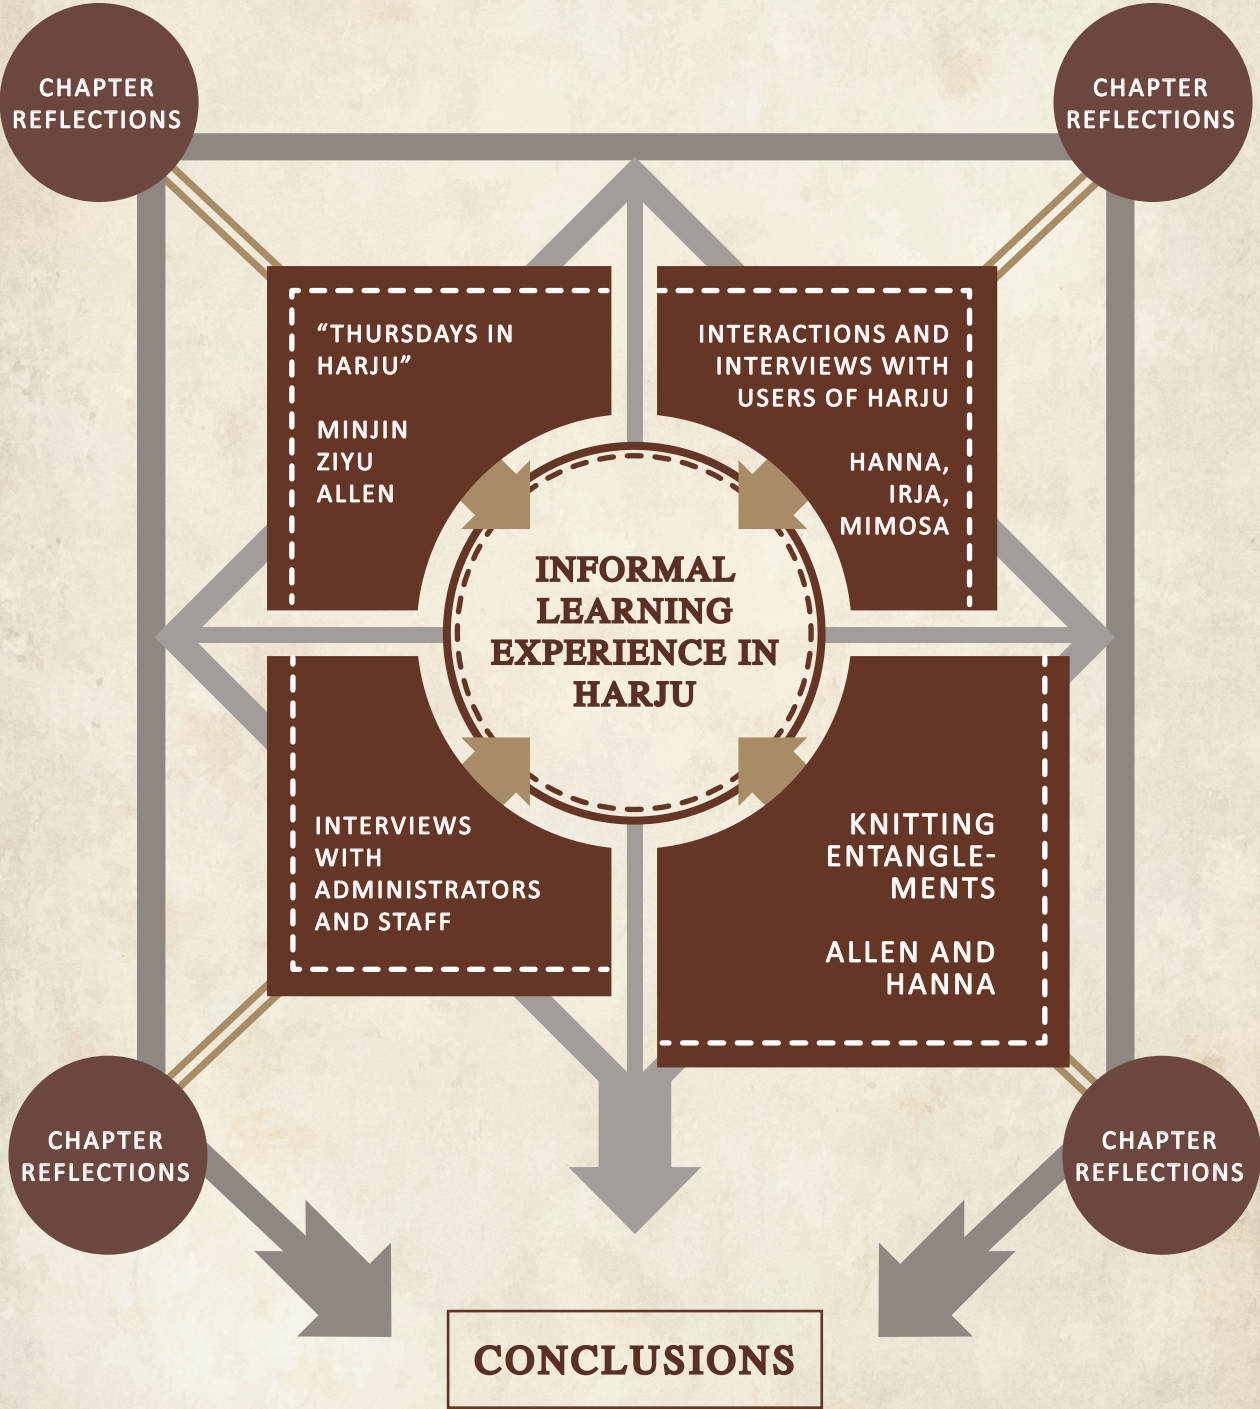 CHAPTER
REFLECTIONS
CHAPTER
REFLECTIONS
“THURSDAYS IN
HARJU”
MINJIN
ZIYU
ALLEN
INTERACTIONS AND
INTERVIEWS WITH
USERS OF HARJU
HANNA,
IRJA,
MIMOSA
INFORMAL
LEARNING
EXPERIENCE IN
HARJU
INTERVIEWS
WITH
ADMINISTRATORS
AND STAFF
KNITTING
ENTANGLE-
MENTS
ALLEN AND
HANNA
CHAPTER
REFLECTIONS
CHAPTER
REFLECTIONS
CONCLUSIONS